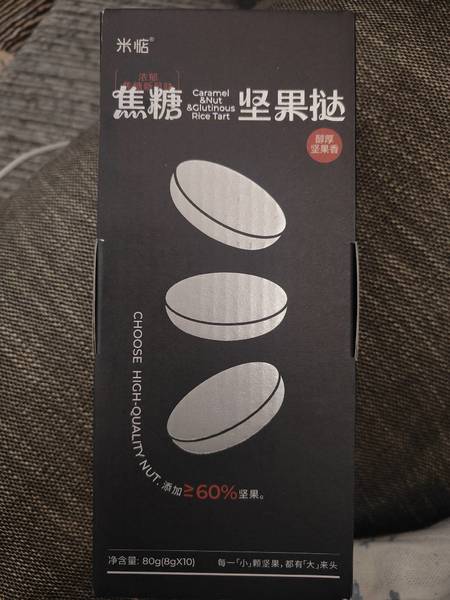 米惦®
浓郁
焦糖
Caramel
&Nut
&Glutinous
Rice Tart
坚果挞
醇厚
坚果香
CHOOSE HIGH-QUALITY NUT. 添加≥60%坚果。
净含量: 80g(8gX10)
每一「小」颗坚果,都有「大」来头